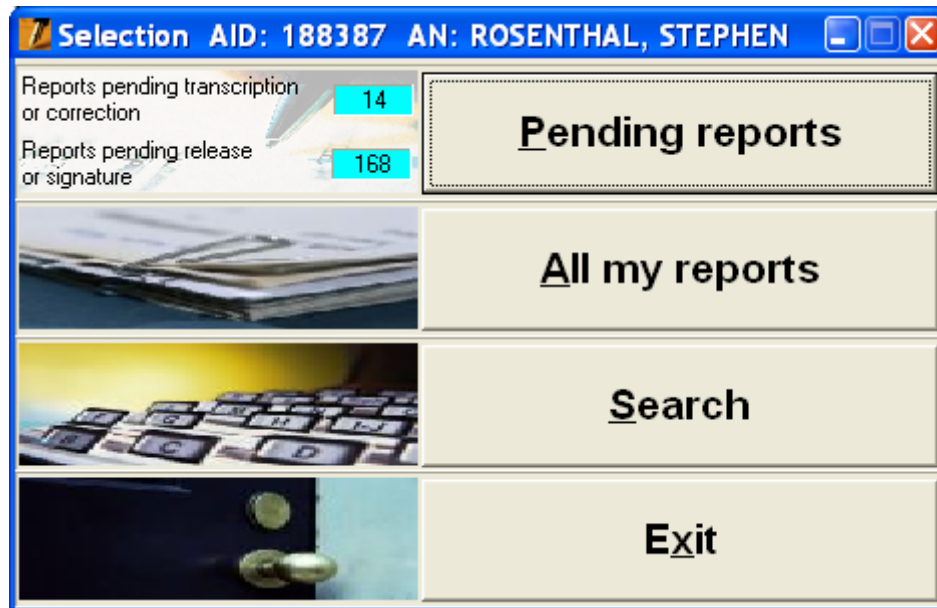 Selection AID: 188387 AN: ROSENTHAL, STEPHEN
Reports pending transcription
or correction
14
Reports pending release
or signature
168
Pending reports
All my reports
Search
Exit